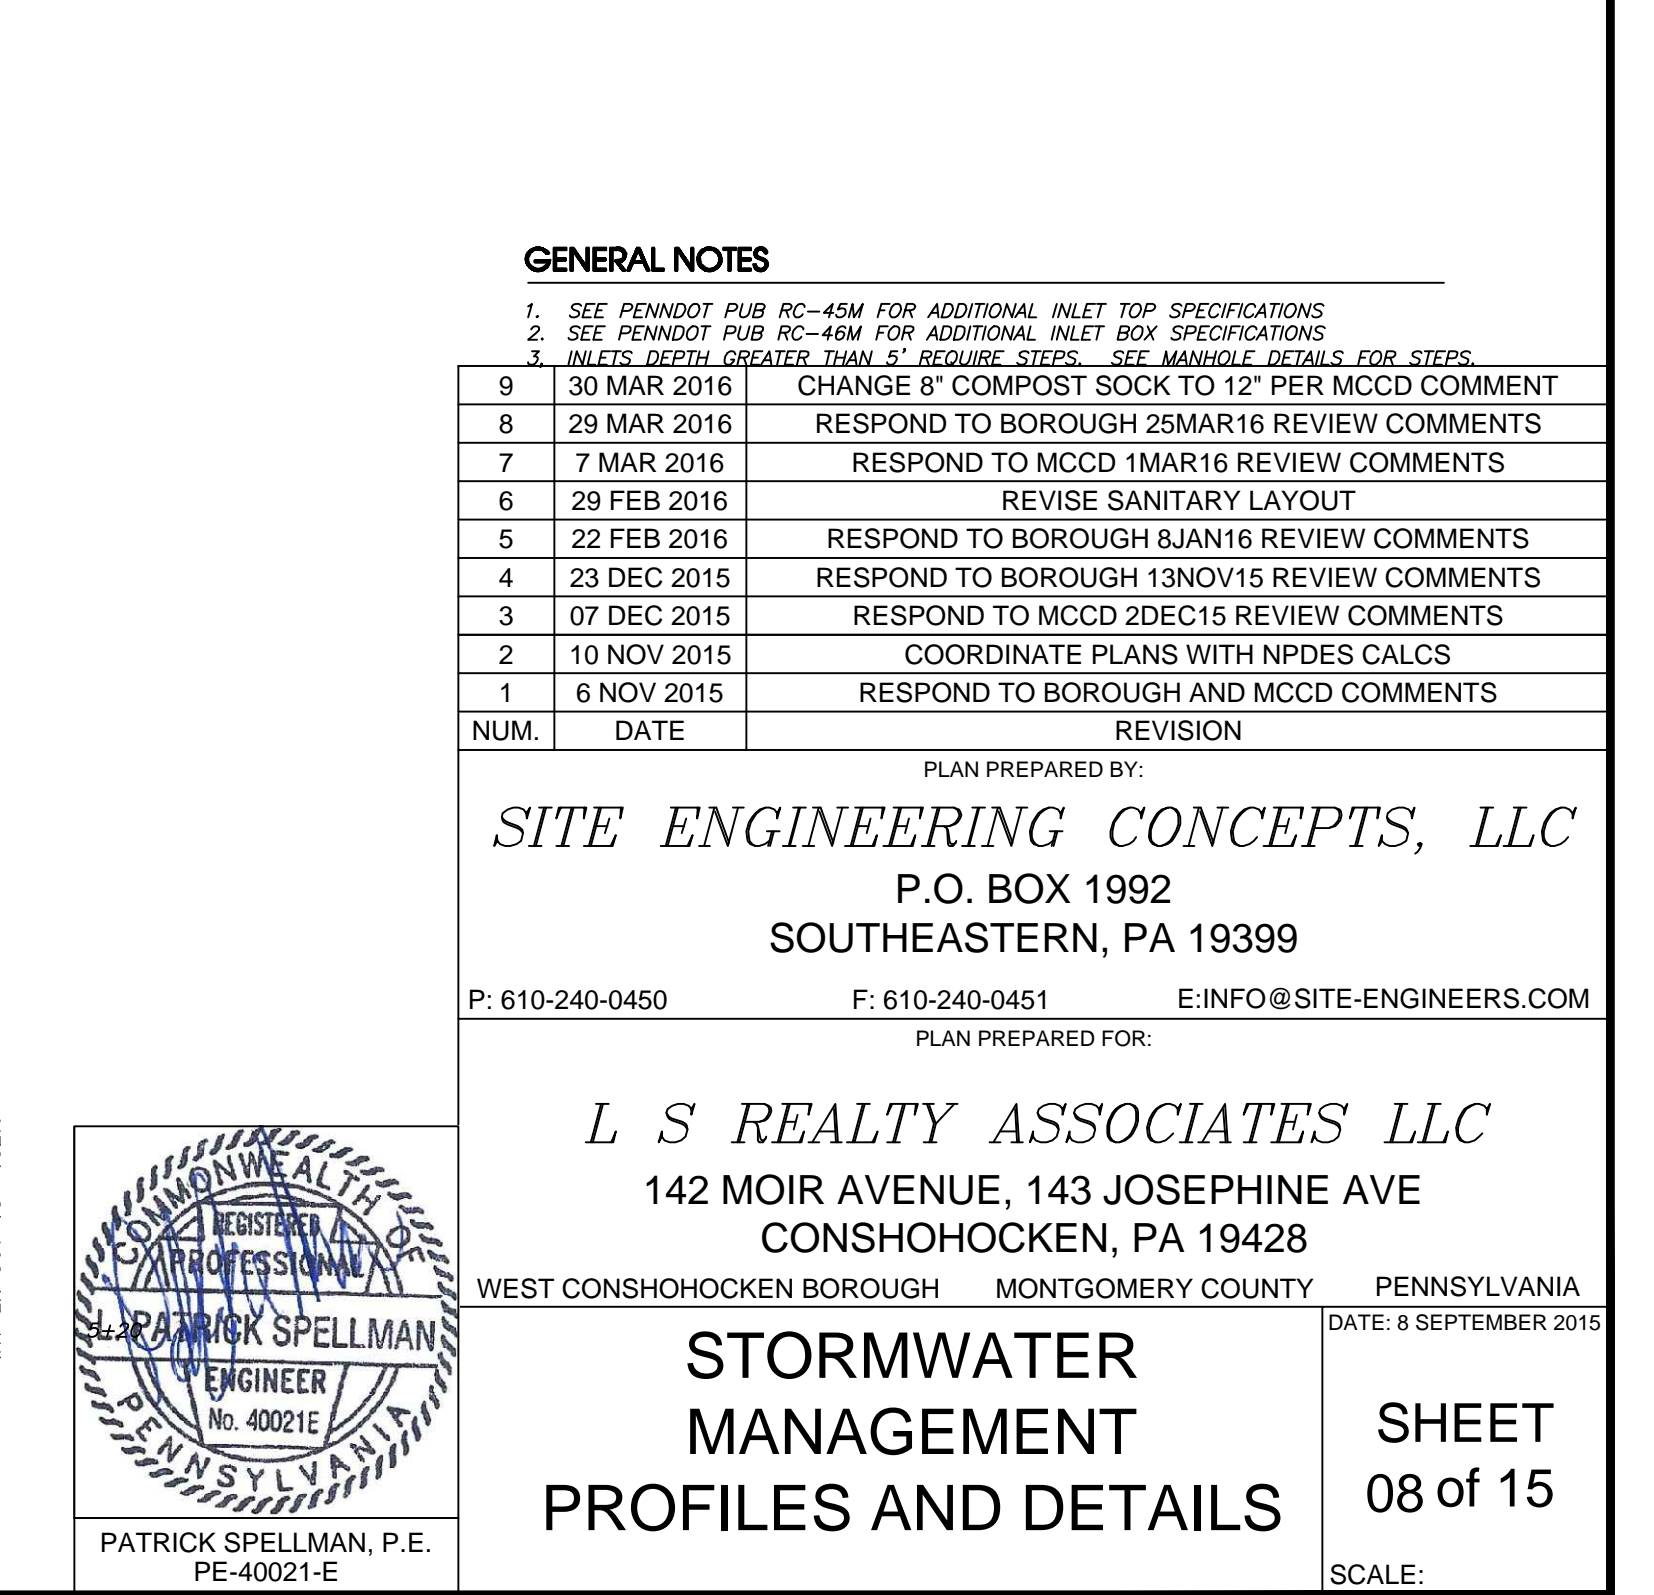 GENERAL NOTES
1. SEE PENNDOT PUB RC-45M FOR ADDITIONAL INLET TOP SPECIFICATIONS
2. SEE PENNDOT PUB RC-46M FOR ADDITIONAL INLET BOX SPECIFICATIONS
3, INLETS DEPTH GREATER THAN 5' REQUIRE STEPS. SEE MANHOLE DETAILS FOR STEPS.
9 30 MAR 2016 CHANGE 8" COMPOST SOCK TO 12" PER MCCD COMMENT
8 29 MAR 2016 RESPOND TO BOROUGH 25MAR16 REVIEW COMMENTS
7 7 MAR 2016 RESPOND TO MCCD 1MAR16 REVIEW COMMENTS
6 29 FEB 2016 REVISE SANITARY LAYOUT
5 22 FEB 2016 RESPOND TO BOROUGH 8JAN16 REVIEW COMMENTS
4 23 DEC 2015 RESPOND TO BOROUGH 13NOV15 REVIEW COMMENTS
3 07 DEC 2015 RESPOND TO MCCD 2DEC15 REVIEW COMMENTS
2 10 NOV 2015 COORDINATE PLANS WITH NPDES CALCS
1 6 NOV 2015 RESPOND TO BOROUGH AND MCCD COMMENTS
NUM. DATE REVISION
PLAN PREPARED BY:
SITE ENGINEERING CONCEPTS, LLC
P.O. BOX 1992
SOUTHEASTERN, PA 19399
P: 610-240-0450 F: 610-240-0451 E:INFO@SITE-ENGINEERS.COM
PLAN PREPARED FOR:
L S REALTY ASSOCIATES LLC
142 MOIR AVENUE, 143 JOSEPHINE AVE
CONSHOHOCKEN, PA 19428
WEST CONSHOHOCKEN BOROUGH MONTGOMERY COUNTY PENNSYLVANIA
COMMONWEALTH OF
REGISTERED
PROFESSIONAL
PATRICK SPELLMAN
5+20
ENGINEER
No. 40021E
PENNSYLVANIA
PATRICK SPELLMAN, P.E.
PE-40021-E
STORMWATER
MANAGEMENT
PROFILES AND DETAILS
DATE: 8 SEPTEMBER 2015
SHEET
08 of 15
SCALE: